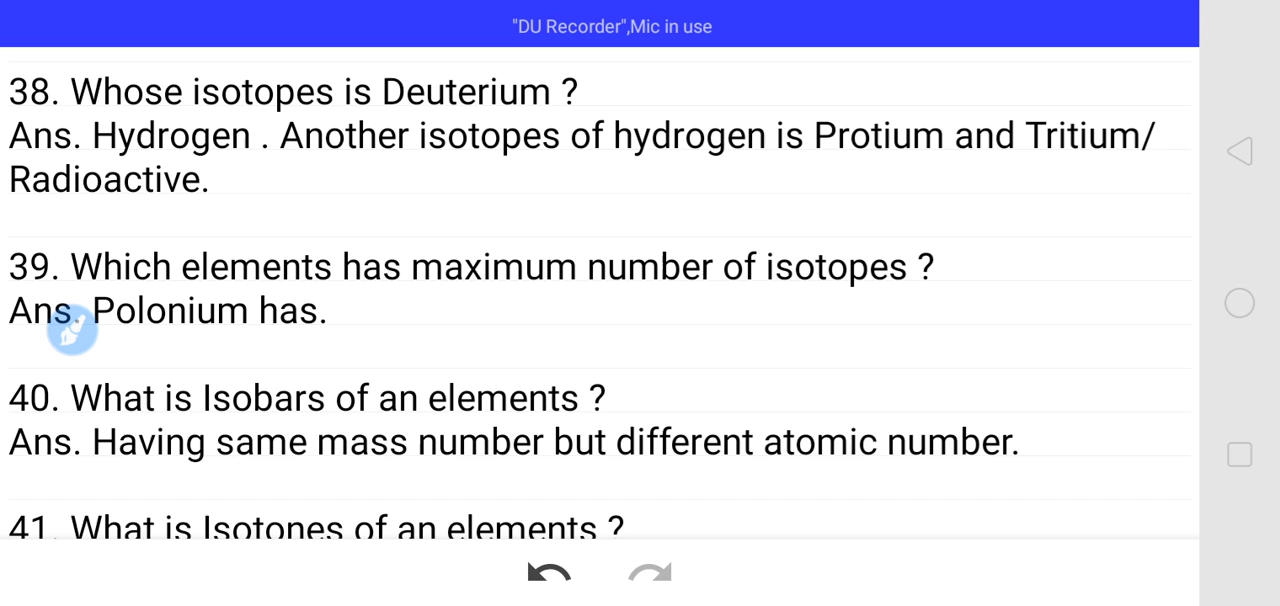 "DU Recorder",Mic in use
38. Whose isotopes is Deuterium ?
Ans. Hydrogen . Another isotopes of hydrogen is Protium and Tritium/
Radioactive.
39. Which elements has maximum number of isotopes ?
Ans. Polonium has.
40. What is Isobars of an elements ?
Ans. Having same mass number but different atomic number.
41. What is Isotones of an elements ?